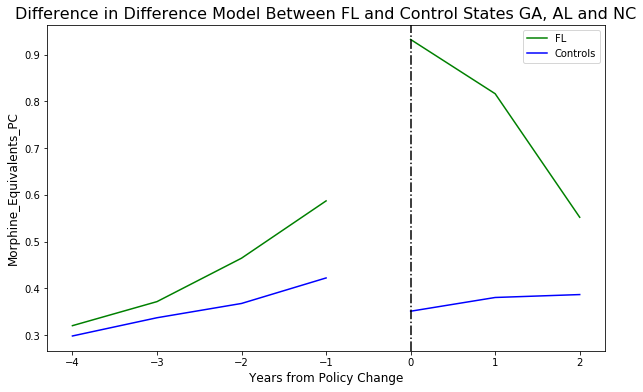 Difference in Difference Model Between FL and Control States GA, AL and NC
FL
Controls
Morphine_Equivalents_PC
0.9
0.8
0.7
0.6
0.5
0.4
0.3
−4
−3
−2
−1
0
1
2
Years from Policy Change